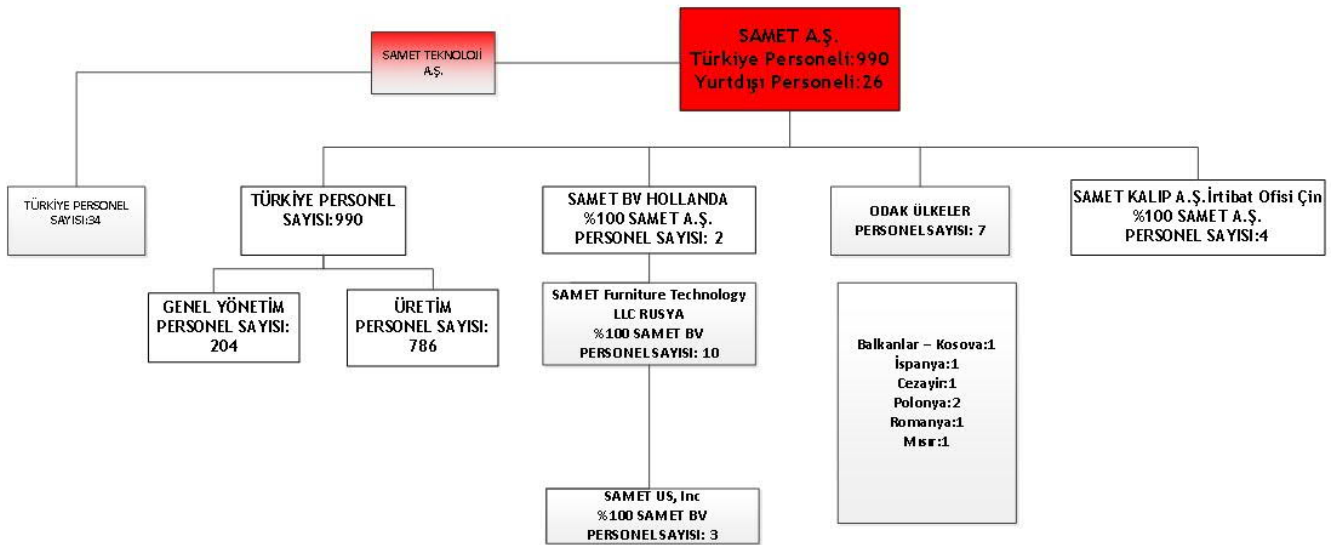 SAMET TEKNOLOJİ
A.Ş.
SAMET A.Ş.
Türkiye Personeli:990
Yurtdışı Personeli:26
TÜRKİYE PERSONEL
SAYISI:34
TÜRKİYE PERSONEL
SAYISI:990
SAMET BV HOLLANDA
%100 SAMET A.Ş.
PERSONEL SAYISI: 2
ODAK ÜLKELER
PERSONEL SAYISI: 7
SAMET KALIP A.Ş.İrtibat Ofisi Çin
%100 SAMET A.Ş.
PERSONEL SAYISI:4
GENEL YÖNETİM
PERSONEL SAYISI:
204
ÜRETİM
PERSONEL SAYISI:
786
SAMET Furniture Technology
LLC RUSYA
%100 SAMET BV
PERSONEL SAYISI: 10
Balkanlar – Kosova:1
İspanya:1
Cezayir:1
Polonya:2
Romanya:1
Mısır:1
SAMET US, Inc
%100 SAMET BV
PERSONEL SAYISI: 3